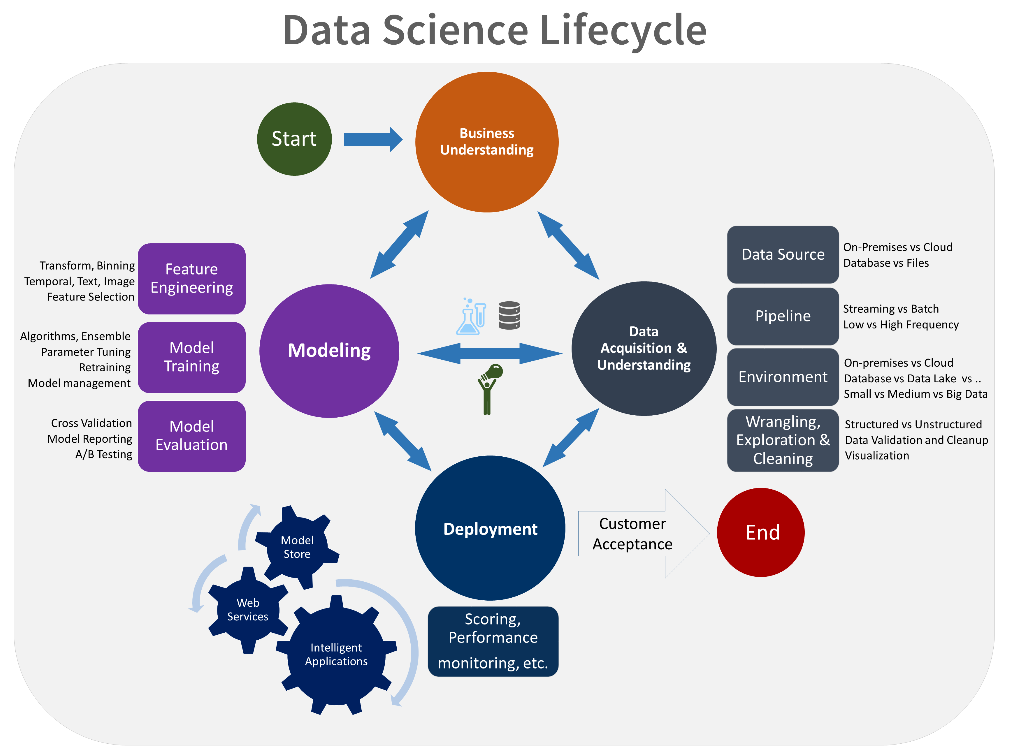 Data Science Lifecycle
Start
Business
Understanding
Transform, Binning
Temporal, Text, Image
Feature Selection
Feature
Engineering
Algorithms, Ensemble
Parameter Tuning
Retraining
Model management
Model
Training
Cross Validation
Model Reporting
A/B Testing
Model
Evaluation
Modeling
Data
Acquisition &
Understanding
Data Source
On-Premises vs Cloud
Database vs Files
Pipeline
Streaming vs Batch
Low vs High Frequency
Environment
On-premises vs Cloud
Database vs Data Lake vs ..
Small vs Medium vs Big Data
Wrangling,
Exploration &
Cleaning
Structured vs Unstructured
Data Validation and Cleanup
Visualization
Deployment
Customer
Acceptance
End
Scoring,
Performance
monitoring, etc.
Model
Store
Web
Services
Intelligent
Applications